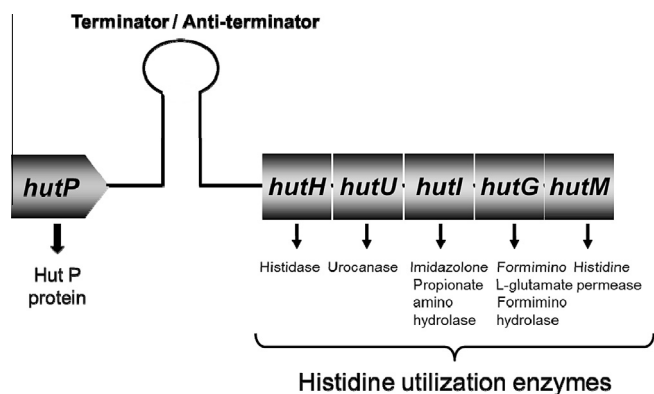 Terminator / Anti-terminator
hutP
hutH hutU hutI hutG hutM
Hut P
protein
Histidase
Urocanase
Imidazolone
Propionate
amino
hydrolase
Formimino
L-glutamate
Formimino
hydrolase
Histidine
permease
Histidine utilization enzymes